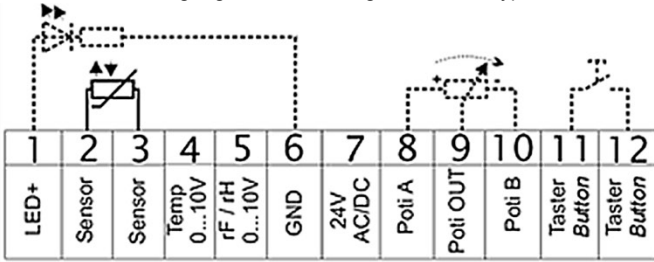 1 2 3 4 5 6 7 8 9 10 11 12
LED+
Sensor
Sensor
Temp
0...10V
rF / rH
0...10V
GND
24V
AC/DC
Poti A
Poti OUT
Poti B
Taster
Button
Taster
Button